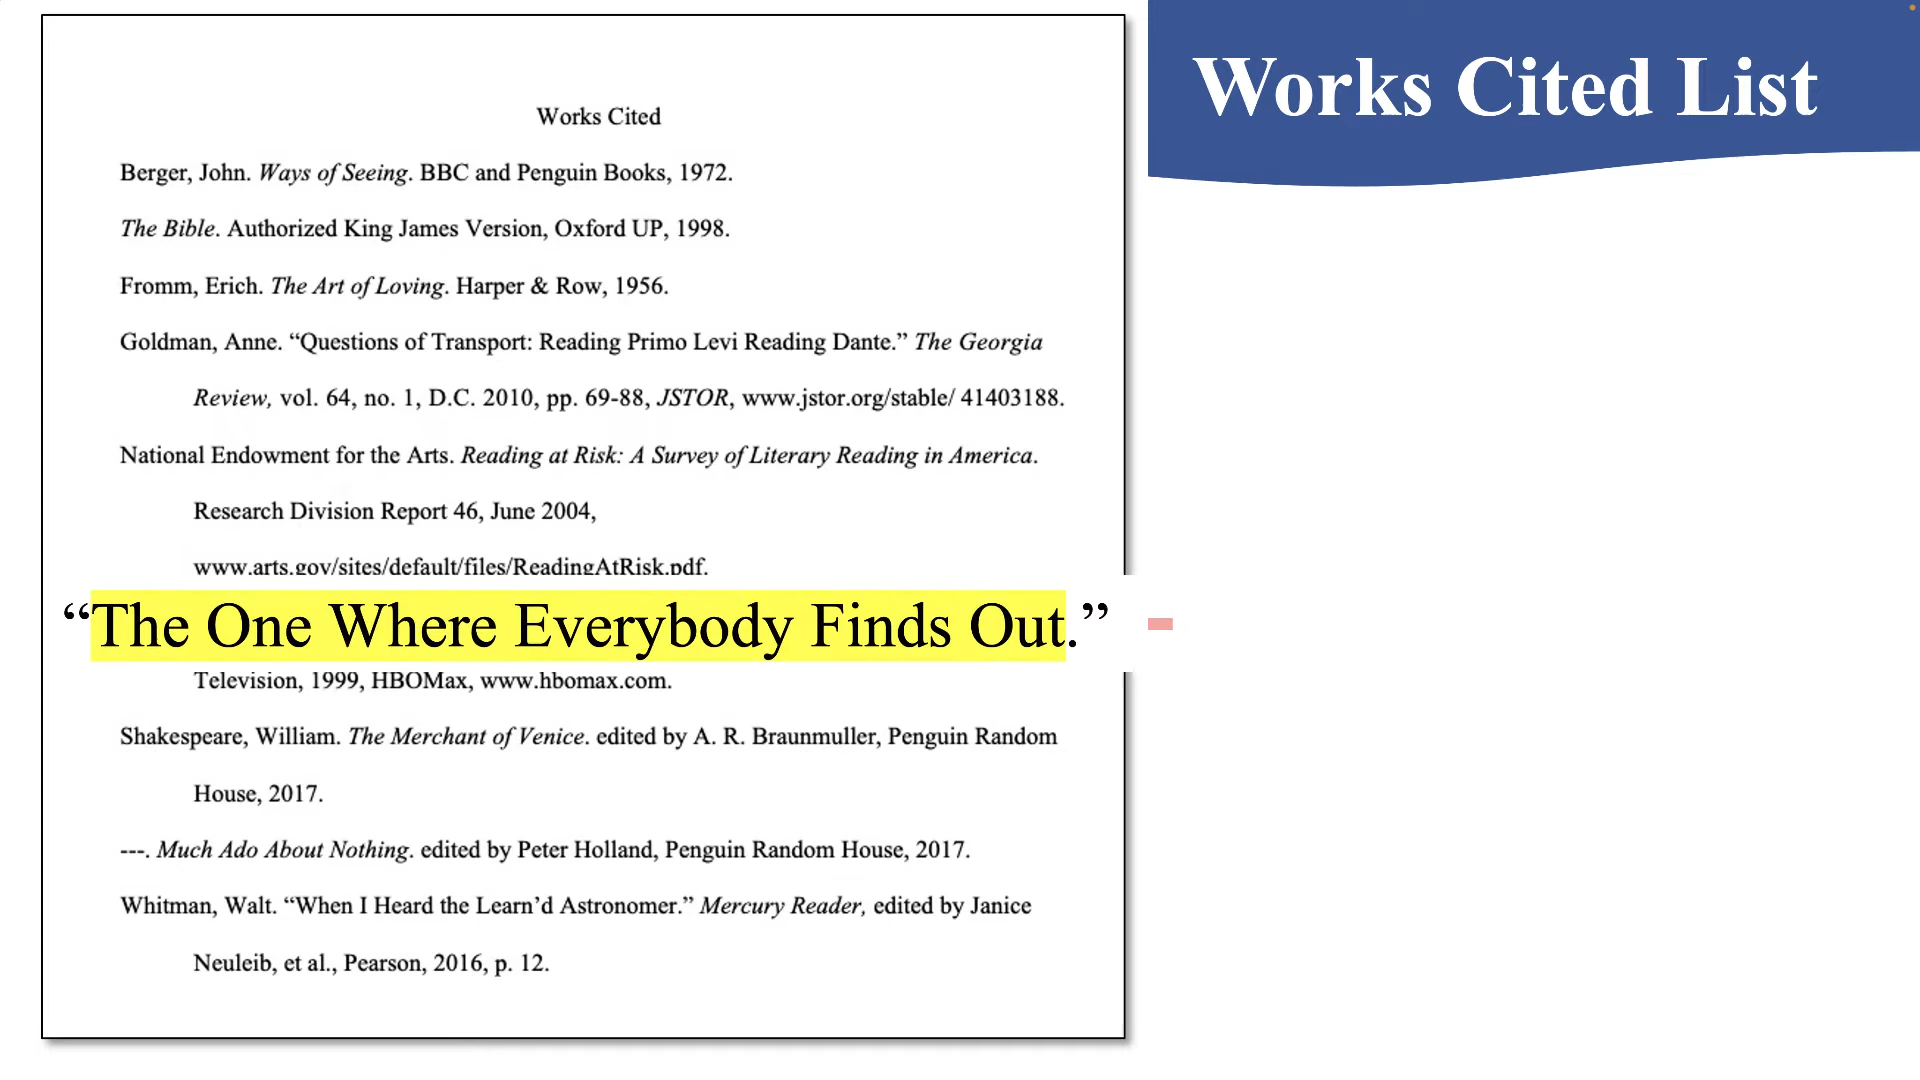 Works Cited List
Works Cited
Berger, John. Ways of Seeing. BBC and Penguin Books, 1972.
The Bible. Authorized King James Version, Oxford UP, 1998.
Fromm, Erich. The Art of Loving. Harper & Row, 1956.
Goldman, Anne. “Questions of Transport: Reading Primo Levi Reading Dante.” The Georgia
Review, vol. 64, no. 1, D.C. 2010, pp. 69-88, JSTOR, www.jstor.org/stable/ 41403188.
National Endowment for the Arts. Reading at Risk: A Survey of Literary Reading in America.
Research Division Report 46, June 2004,
www.arts.gov/sites/default/files/ReadingAtRisk.pdf.
“The One Where Everybody Finds Out.”
Television, 1999, HBOMax, www.hbomax.com.
Shakespeare, William. The Merchant of Venice. edited by A. R. Braunmuller, Penguin Random
House, 2017.
---. Much Ado About Nothing. edited by Peter Holland, Penguin Random House, 2017.
Whitman, Walt. “When I Heard the Learn’d Astronomer.” Mercury Reader, edited by Janice
Neuleib, et al., Pearson, 2016, p. 12.